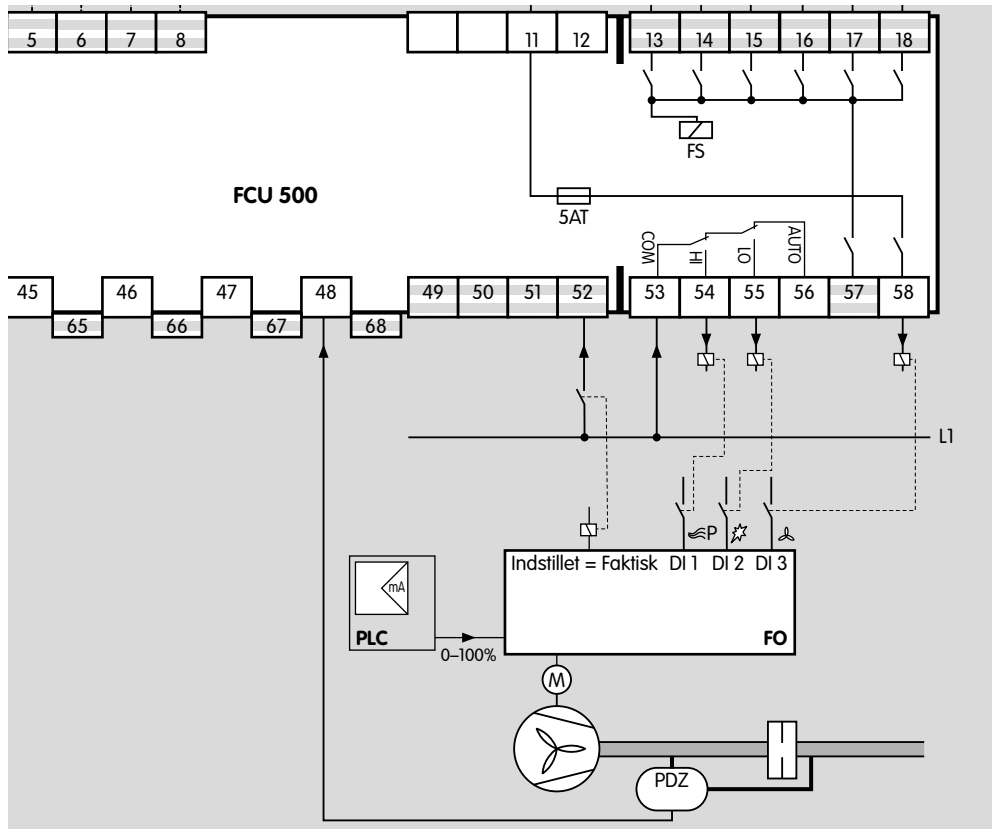 5 6 7 8 11 12 13 14 15 16 17 18
FS
FCU 500
5AT
COM HI LO AUTO
45 46 47 48 49 50 51 52 53 54 55 56 57 58
65 66 67 68
L1
P
Indstillet = Faktisk DI 1 DI 2 DI 3
mA
PLC
FO
0–100%
M
PDZ